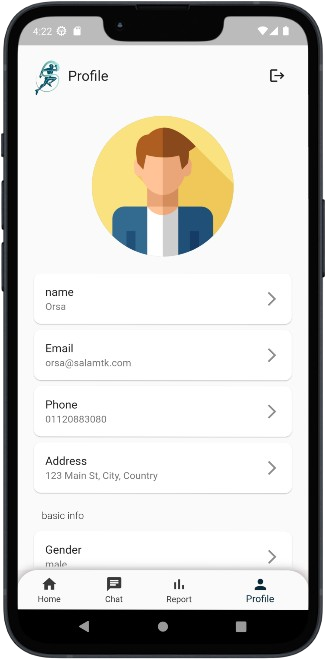 4:22
Profile
name
Orsa
Email
orsa@salamtk.com
Phone
01120883080
Address
123 Main St, City, Country
basic info
Gender
male
Home
Chat
Report
Profile